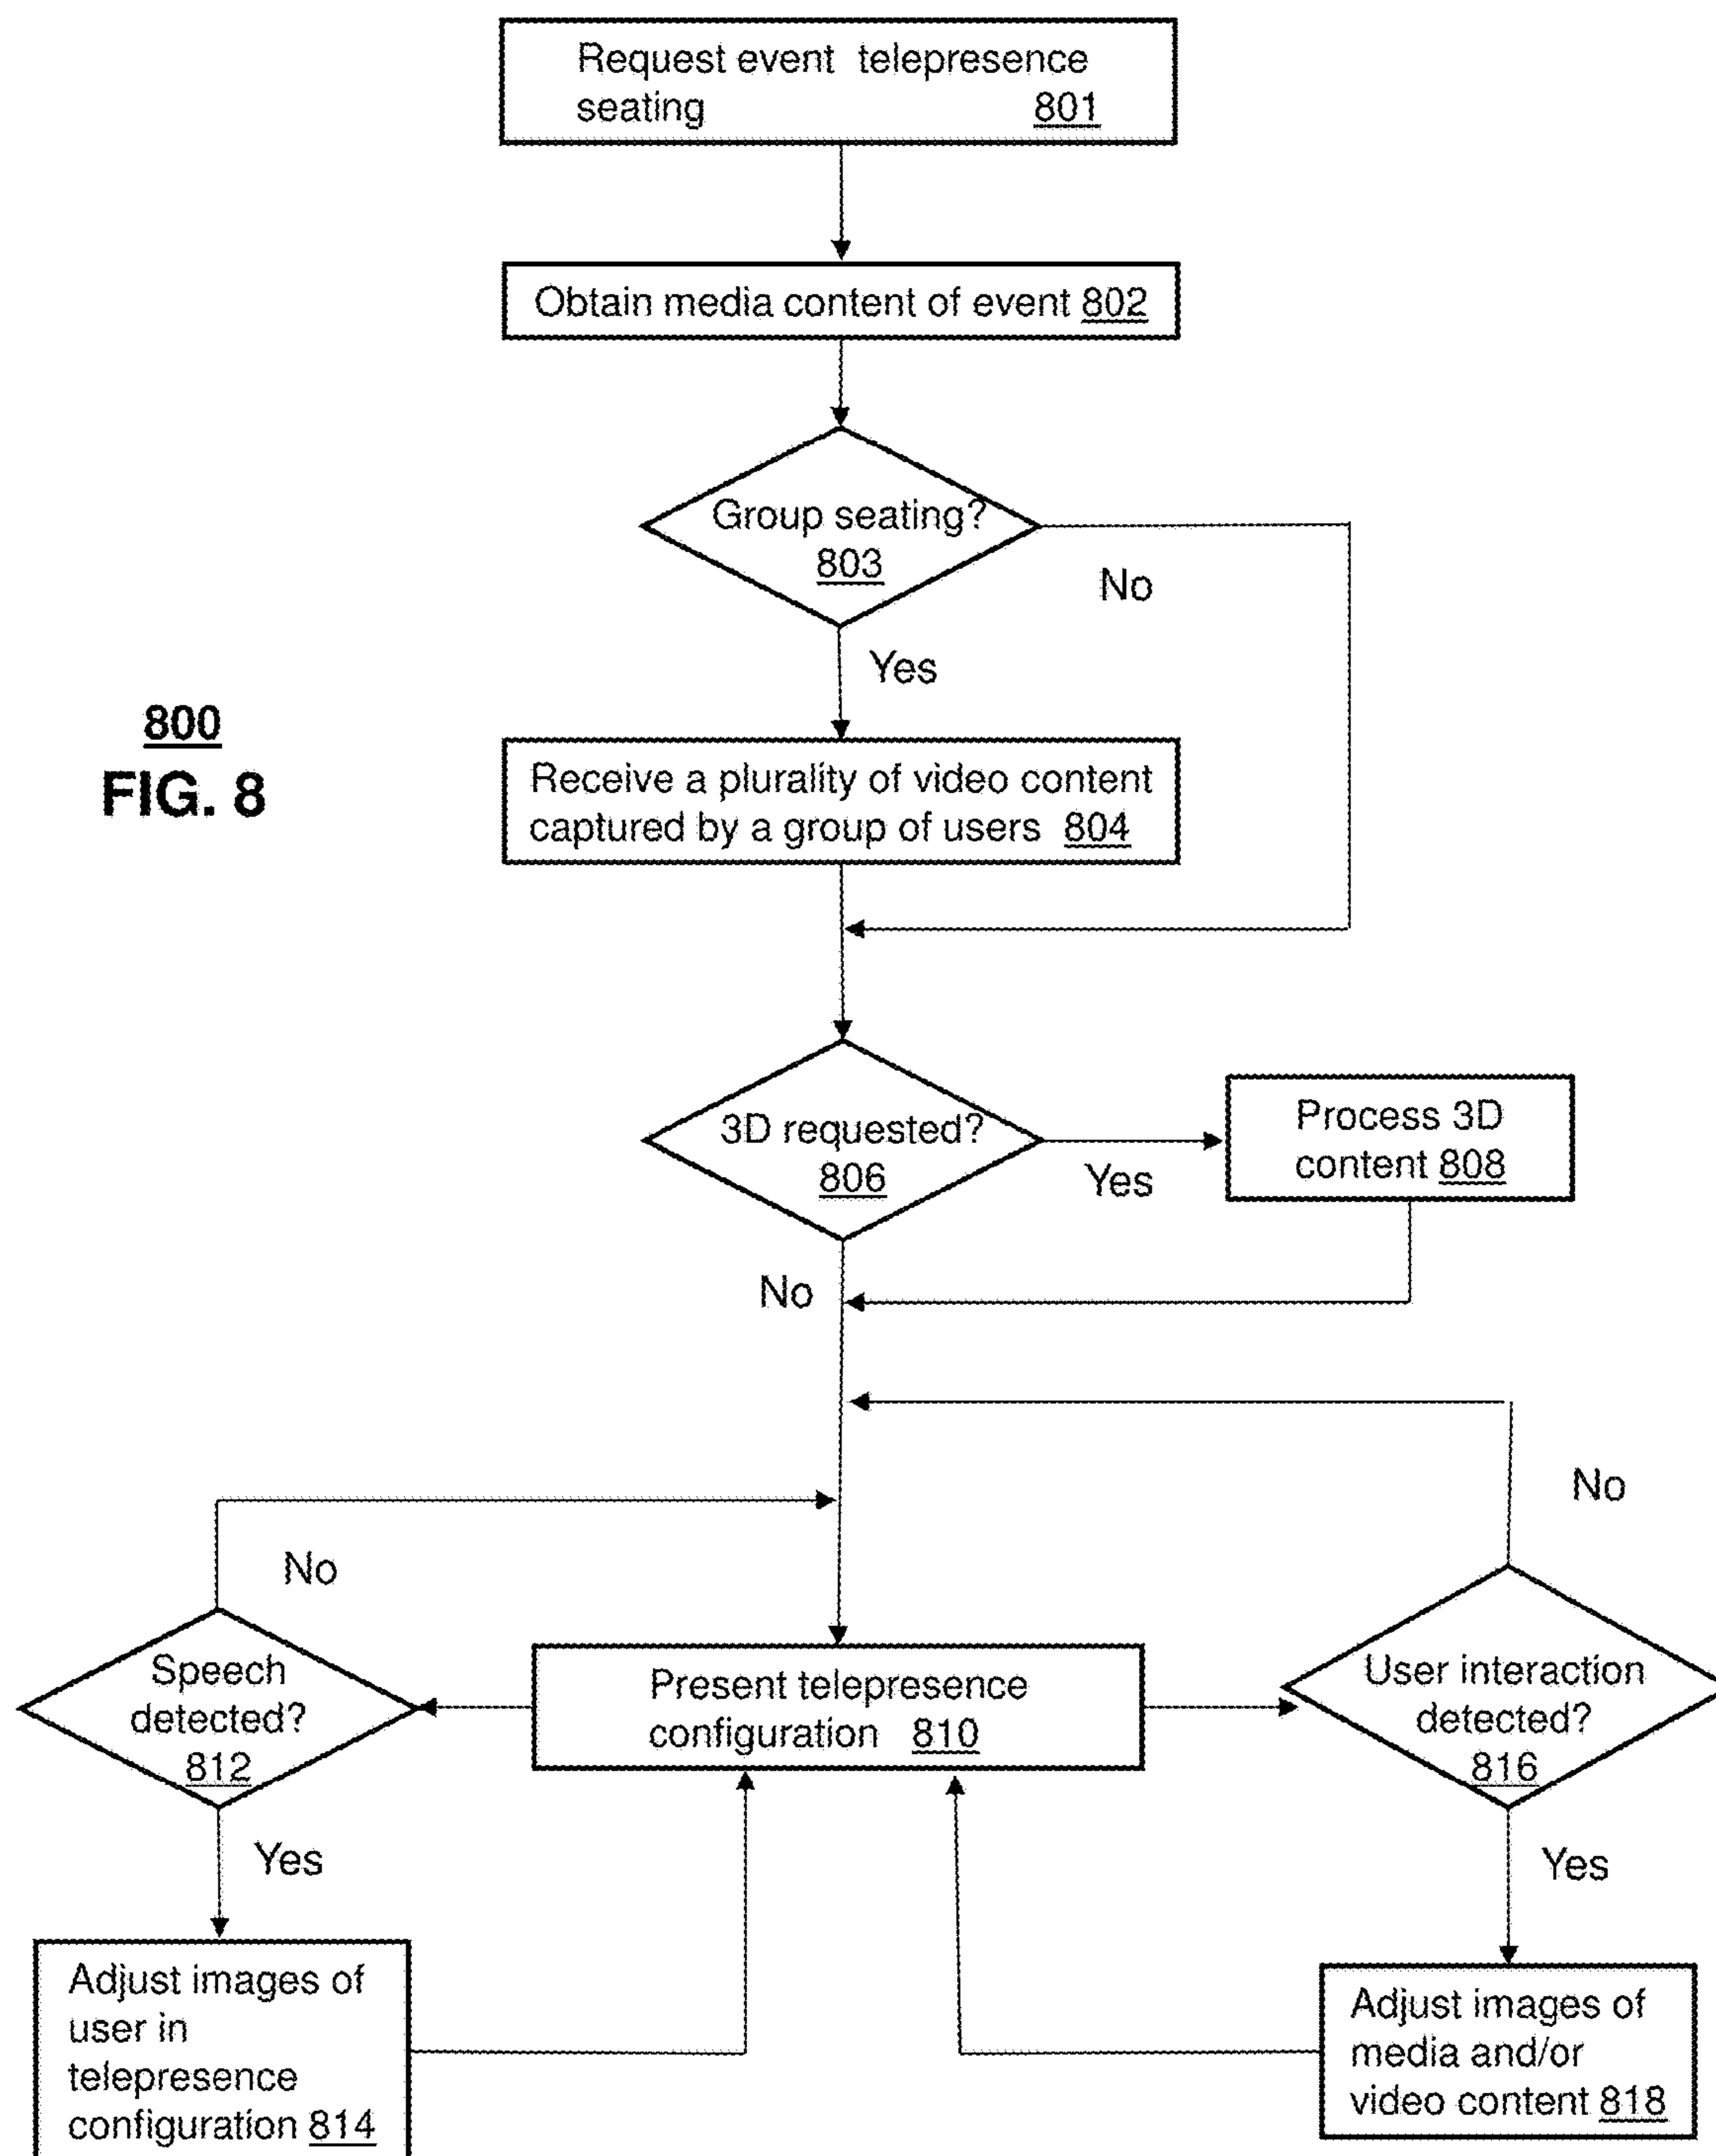 Request event telepresence
seating 801
Obtain media content of event 802
Group seating?
803
No
Yes
800
FIG. 8
Receive a plurality of video content
captured by a group of users 804
3D requested?
806
Yes
Process 3D
content 808
No
No
No
Speech
detected?
812
Present telepresence
configuration 810
User interaction
detected?
816
Yes
Yes
Adjust images of
user in
telepresence
configuration 814
Adjust images of
media and/or
video content 818